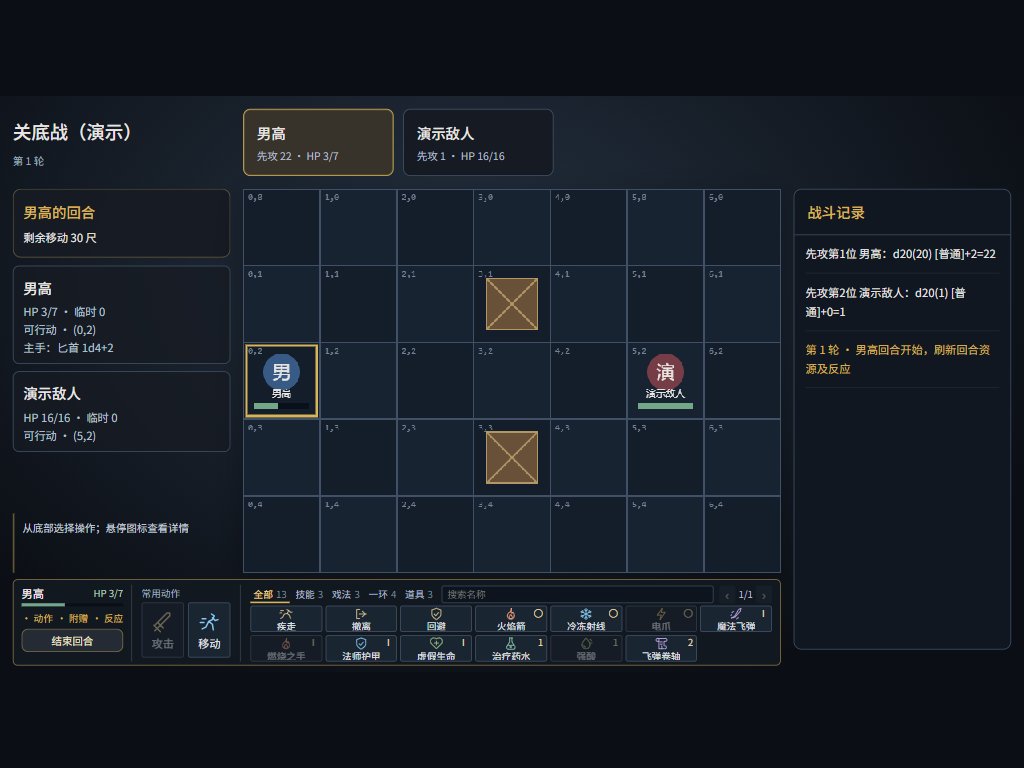 关底战（演示）
第 1 轮
男高
先攻 22 · HP 3/7
演示敌人
先攻 1 · HP 16/16
男高的回合
剩余移动 30 尺
男高
HP 3/7 · 临时 0
可行动 · (0,2)
主手：匕首 1d4+2
演示敌人
HP 16/16 · 临时 0
可行动 · (5,2)
从底部选择操作；悬停图标查看详情
0,0 1,0 2,0 3,0 4,0 5,0 6,0
0,1 1,1 2,1 3,1 4,1 5,1 6,1
0,2 1,2 2,2 3,2 4,2 5,2 6,2
男 演
男高 演示敌人
0,3 1,3 2,3 3,3 4,3 5,3 6,3
0,4 1,4 2,4 3,4 4,4 5,4 6,4
战斗记录
先攻第1位 男高：d20(20) [普通]+2=22
先攻第2位 演示敌人：d20(1) [普
通]+0=1
第 1 轮 · 男高回合开始，刷新回合资
源及反应
男高 HP 3/7
· 动作 · 附赠 · 反应
结束回合
常用动作
攻击 移动
全部 13 技能 3 戏法 3 一环 4 道具 3 搜索名称 ‹ 1/1 ›
疾走 撤离 回避 火焰箭 冷冻射线 电爪 魔法飞弹 I
燃烧之手 I 法师护甲 I 虚假生命 I 治疗药水 1 强酸 1 飞弹卷轴 2